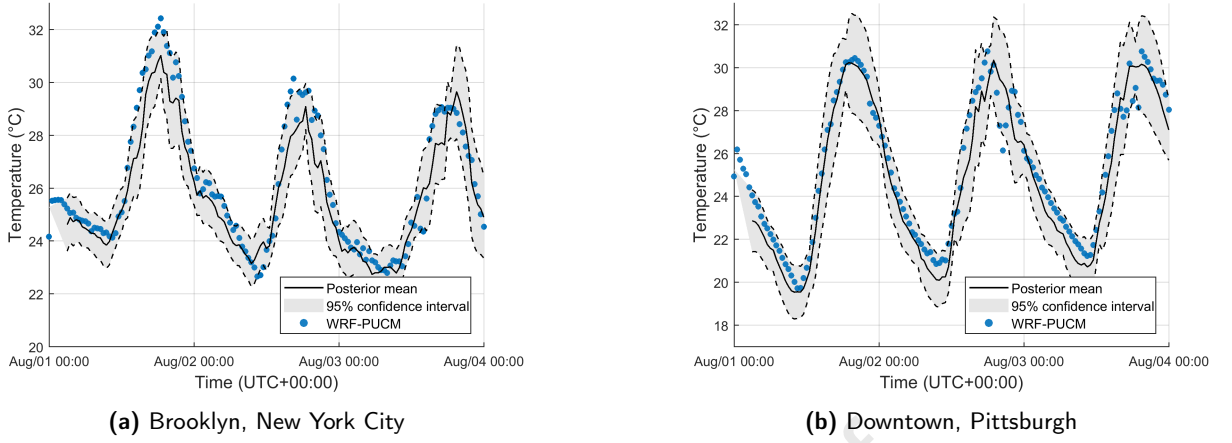 32
30
28
26
24
22
20
Temperature (°C)
Posterior mean
95% confidence interval
WRF-PUCM
Aug/01 00:00
Aug/02 00:00
Aug/03 00:00
Aug/04 00:00
Time (UTC+00:00)
(a) Brooklyn, New York City
32
30
28
26
24
22
20
18
Temperature (°C)
Posterior mean
95% confidence interval
WRF-PUCM
Aug/01 00:00
Aug/02 00:00
Aug/03 00:00
Aug/04 00:00
Time (UTC+00:00)
(b) Downtown, Pittsburgh